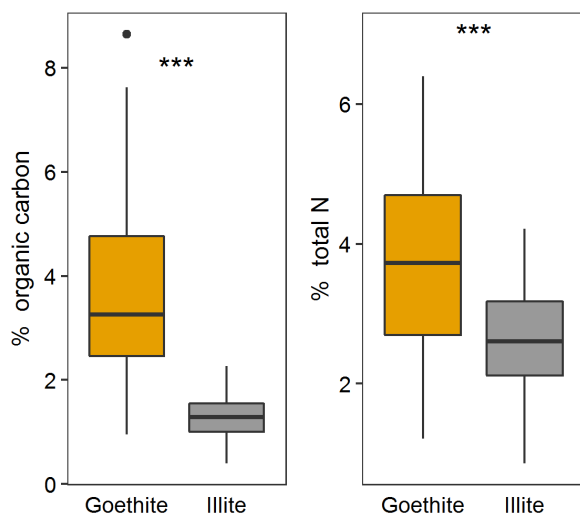 % organic carbon
8
6
4
2
0
***
Goethite
Illite
% total N
6
4
2
***
Goethite
Illite